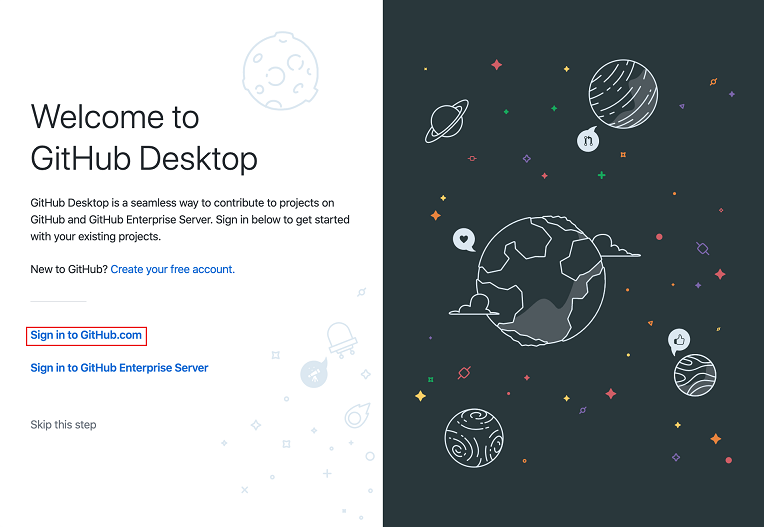 Welcome to
GitHub Desktop
GitHub Desktop is a seamless way to contribute to projects on
GitHub and GitHub Enterprise Server. Sign in below to get started
with your existing projects.
New to GitHub? Create your free account.
Sign in to GitHub.com
Sign in to GitHub Enterprise Server
Skip this step